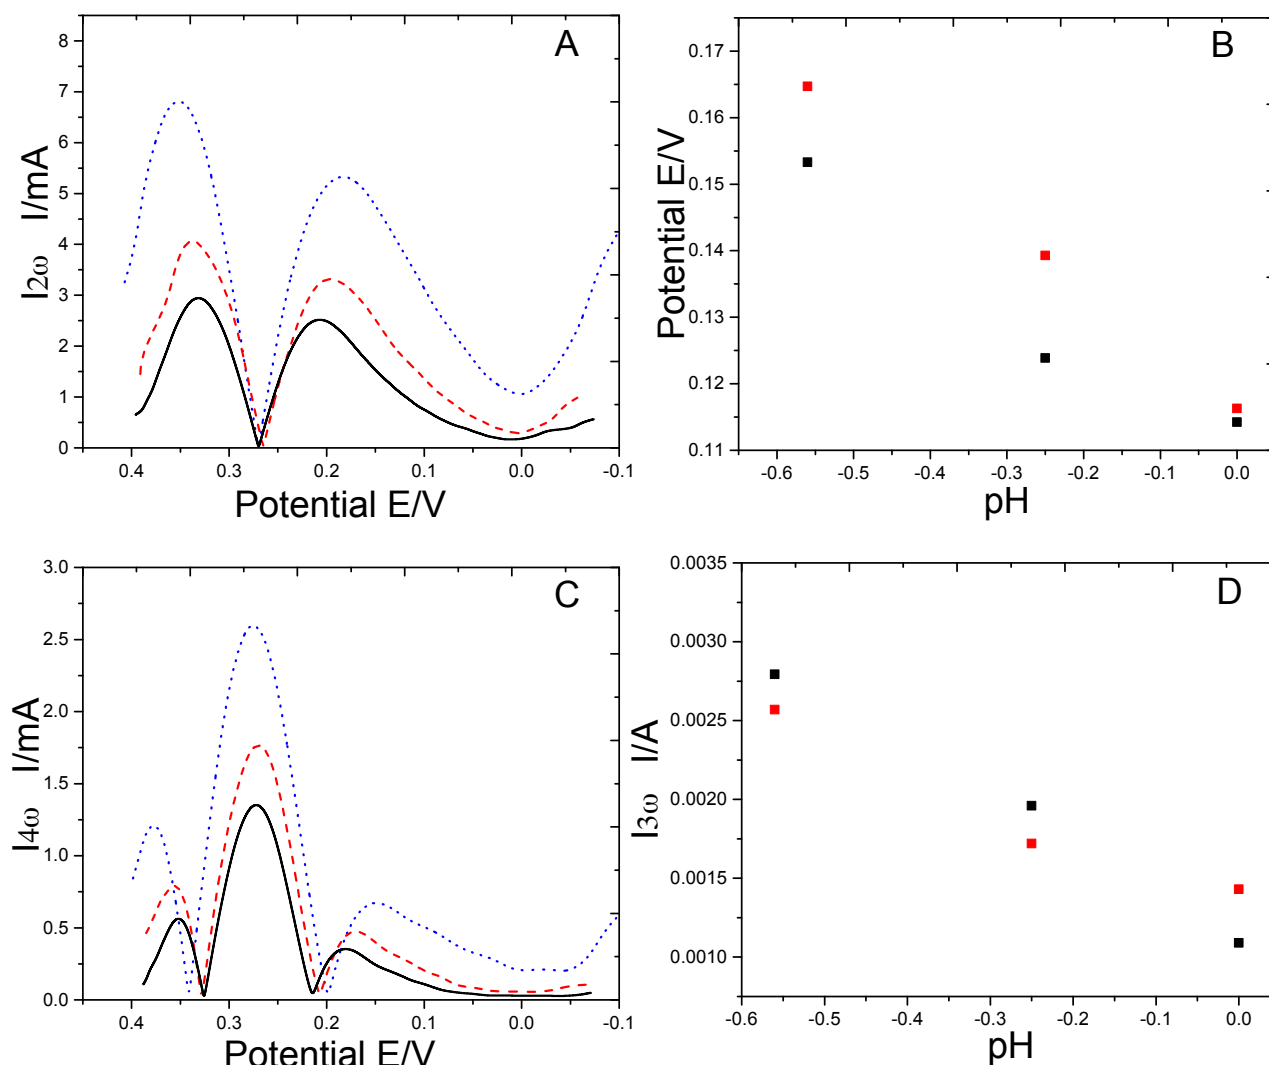 A
I2ω I/mA
8
7
6
5
4
3
2
1
0
0.4 0.3 0.2 0.1 0.0 -0.1
Potential E/V
B
Potential E/V
0.17
0.16
0.15
0.14
0.13
0.12
0.11
-0.6 -0.5 -0.4 -0.3 -0.2 -0.1 0.0
pH
C
I4ω I/mA
3.0
2.5
2.0
1.5
1.0
0.5
0.0
0.4 0.3 0.2 0.1 0.0 -0.1
Potential E/V
D
I3ω I/A
0.0035
0.0030
0.0025
0.0020
0.0015
0.0010
-0.6 -0.5 -0.4 -0.3 -0.2 -0.1 0.0
pH